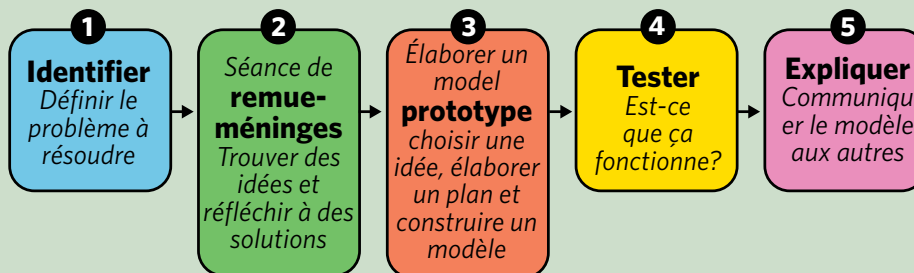 1
Identifier
Définir le
problème à
résoudre
2
Séance de
remue-
méninges
Trouver des
idées et
réfléchir à des
solutions
3
Élaborer un
model
prototype
choisir une
idée, élaborer
un plan et
construire un
modèle
4
Tester
Est-ce
que ça
fonctionne?
5
Expliquer
Communiqu
er le modèle
aux autres